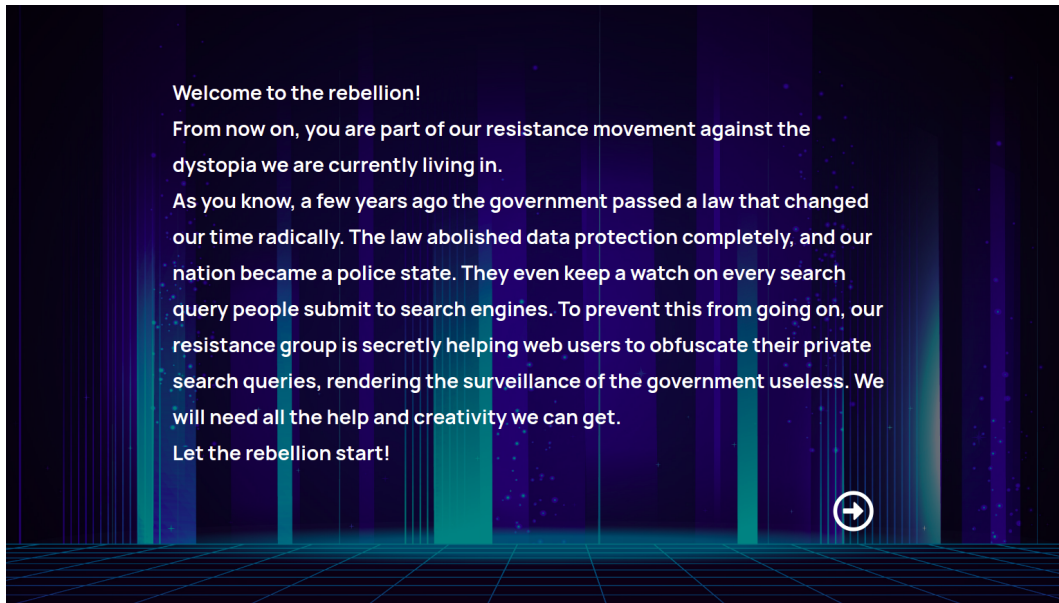 Welcome to the rebellion!
From now on, you are part of our resistance movement against the
dystopia we are currently living in.
As you know, a few years ago the government passed a law that changed
our time radically. The law abolished data protection completely, and our
nation became a police state. They even keep a watch on every search
query people submit to search engines. To prevent this from going on, our
resistance group is secretly helping web users to obfuscate their private
search queries, rendering the surveillance of the government useless. We
will need all the help and creativity we can get.
Let the rebellion start!